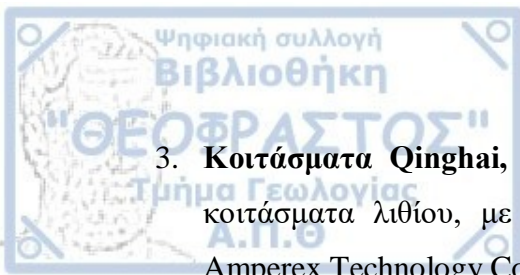 Ψηφιακή συλλογή
Βιβλιοθήκη
"ΘΕΟΦΡΑΣΤΟΣ"
Τμήμα Γεωλογίας
Α.Π.Θ
3. Κοιτάσματα Qinghai,
κοιτάσματα λιθίου, με
Amperex Technology Co